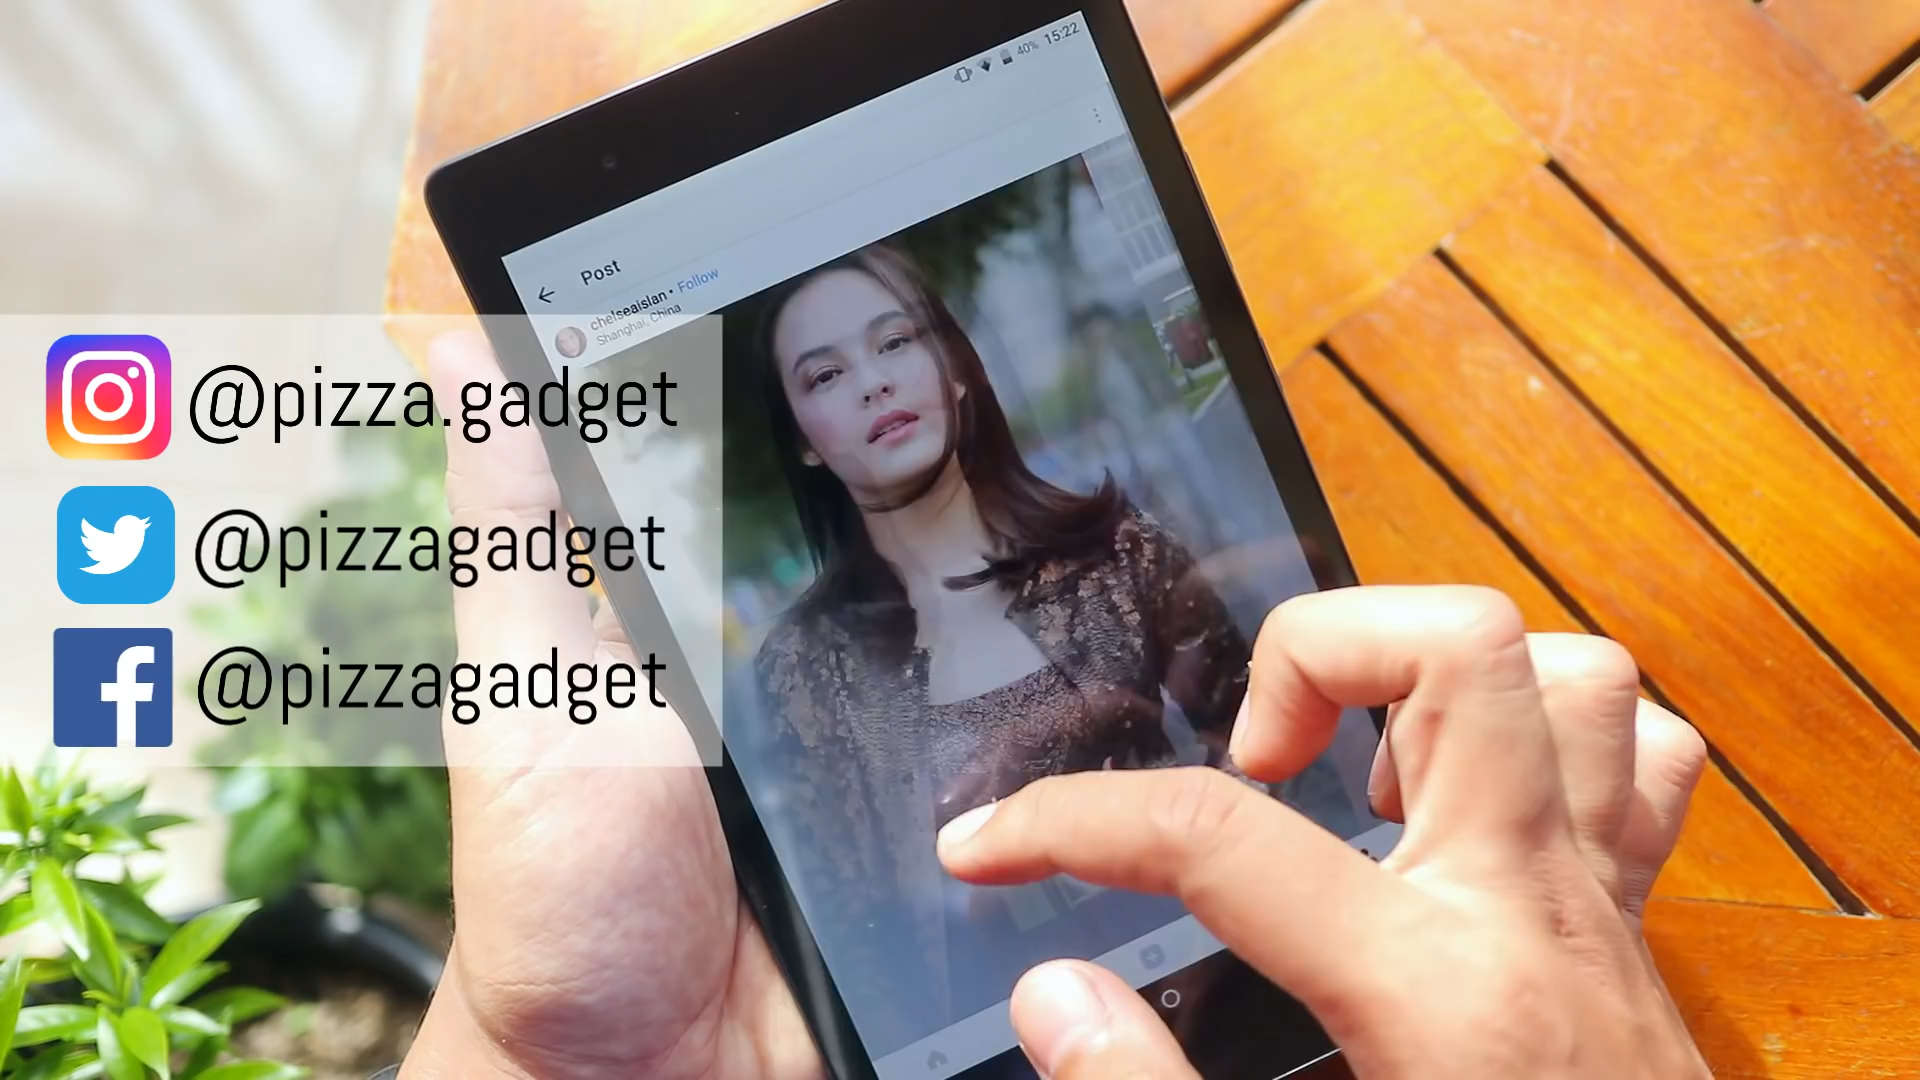 40% 15:22
Post
chelseaislan • Follow
Shanghai, China
@pizza.gadget
@pizzagadget
@pizzagadget